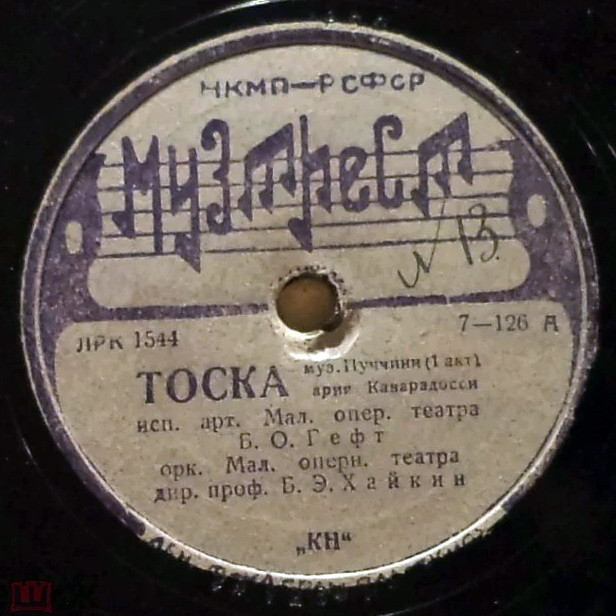 НКМП—РСФСР
Музтрест
N 13
ЛРК 1544
7—126 А
ТОСКА
муз. Пуччини (1 акт).
ария Каварадосси
исп. арт. Мал. опер. театра
Б. О. Гефт
орк. Мал. оперн. театра
дир. проф. Б. Э. Хайкин
„КН“